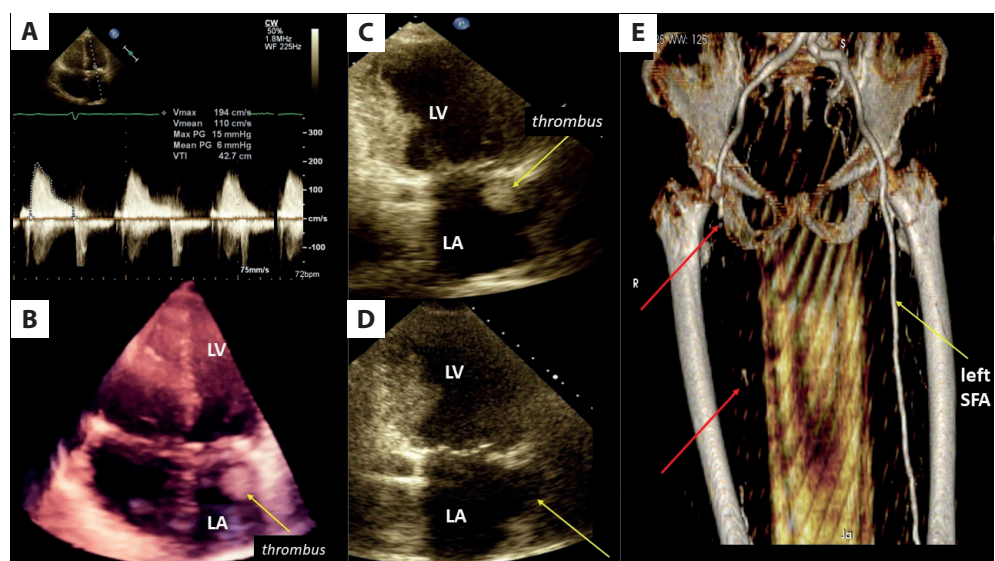 A
CW
50%
1.8MHz
WF 225Hz
Vmax 194 cm/s
Vmean 110 cm/s
Max PG 15 mmHg
Mean PG 6 mmHg
VTI 42.7 cm
300
200
100
cm/s
-100
75mm/s
72bpm
B
LV
LA
thrombus
C
LV
thrombus
LA
D
LV
LA
E
WW: 125
S
R
left
SFA